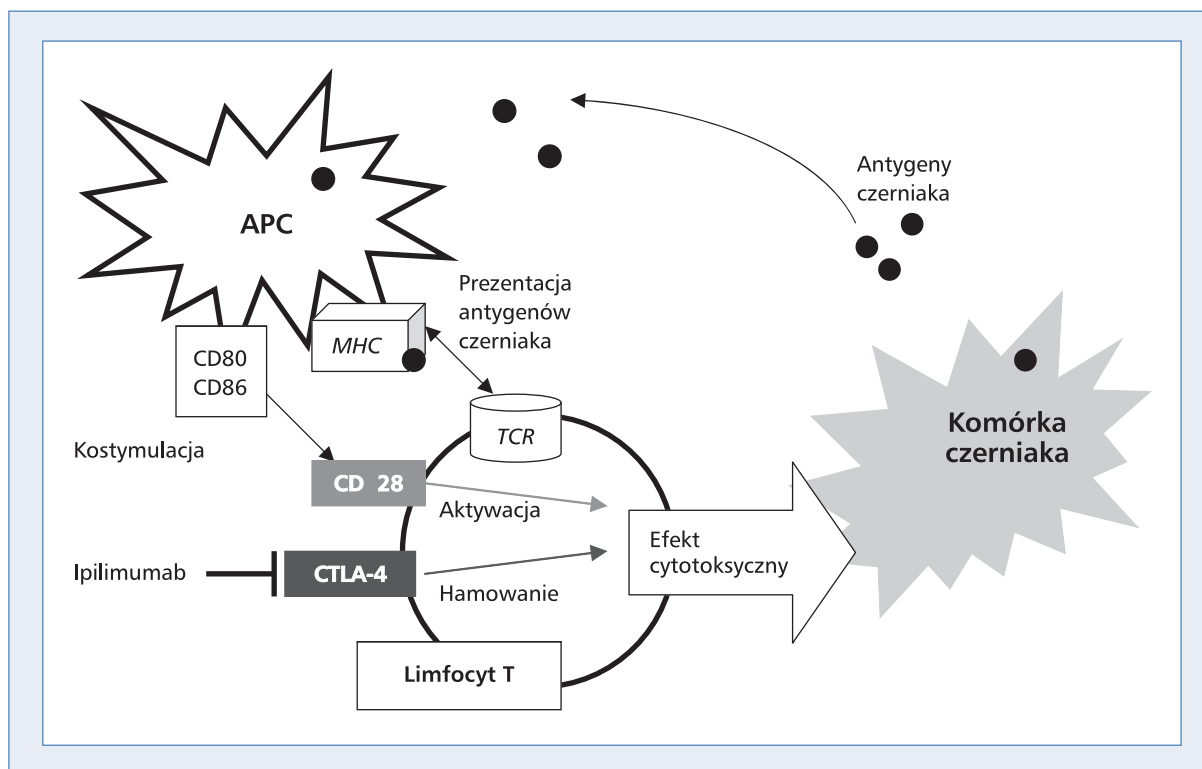 Antygeny
czerniaka
APC
Prezentacja
antygenów
czerniaka
MHC
CD80
CD86
TCR
Komórka
czerniaka
Kostymulacja
CD 28
Aktywacja
Efekt
cytotoksyczny
Ipilimumab
CTLA-4
Hamowanie
Limfocyt T